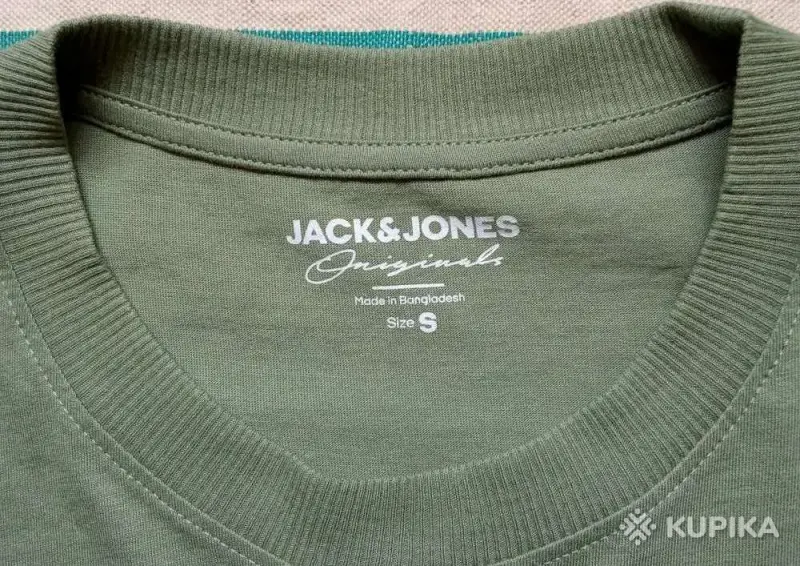 JACK&JONES
Originals
Made in Bangladesh
Size S
KUPIKA